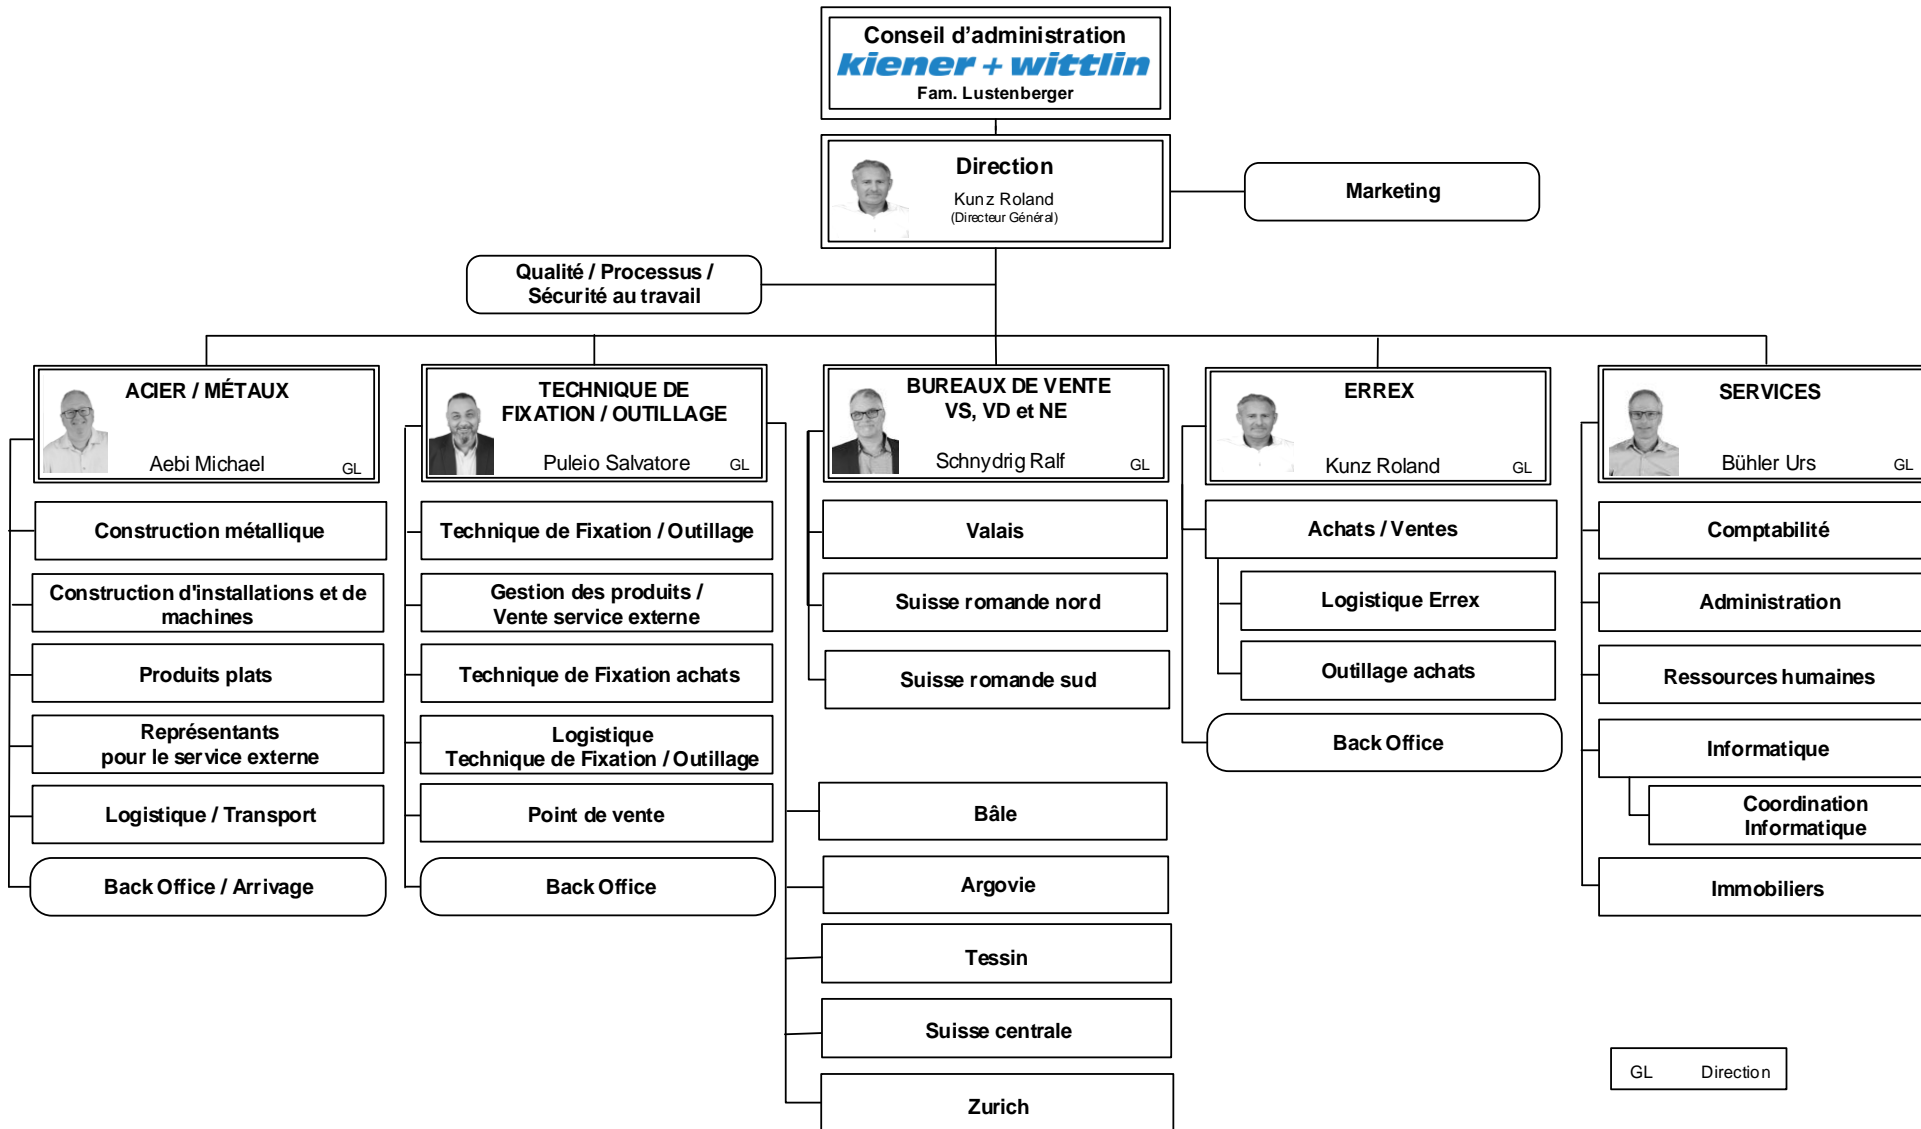 Conseil d'administration
kiener + wittlin
Fam. Lustenberger
Direction
Kunz Roland
(Directeur Général)
Marketing
Qualité / Processus /
Sécurité au travail
ACIER / MÉTAUX
Aebi Michael
GL
Construction métallique
Construction d'installations et de
machines
Produits plats
Représentants
pour le service externe
Logistique / Transport
Back Office / Arrivage
TECHNIQUE DE
FIXATION / OUTILLAGE
Puleio Salvatore
GL
Technique de Fixation / Outillage
Gestion des produits /
Vente service externe
Technique de Fixation achats
Logistique
Technique de Fixation / Outillage
Point de vente
Back Office
BUREAUX DE VENTE
VS, VD et NE
Schnydrig Ralf
GL
Valais
Suisse romande nord
Suisse romande sud
Bâle
Argovie
Tessin
Suisse centrale
Zurich
ERREX
Kunz Roland
GL
Achats / Ventes
Logistique Errex
Outillage achats
Back Office
SERVICES
Bühler Urs
GL
Comptabilité
Administration
Ressources humaines
Informatique
Coordination
Informatique
Immobiliers
GL Direction